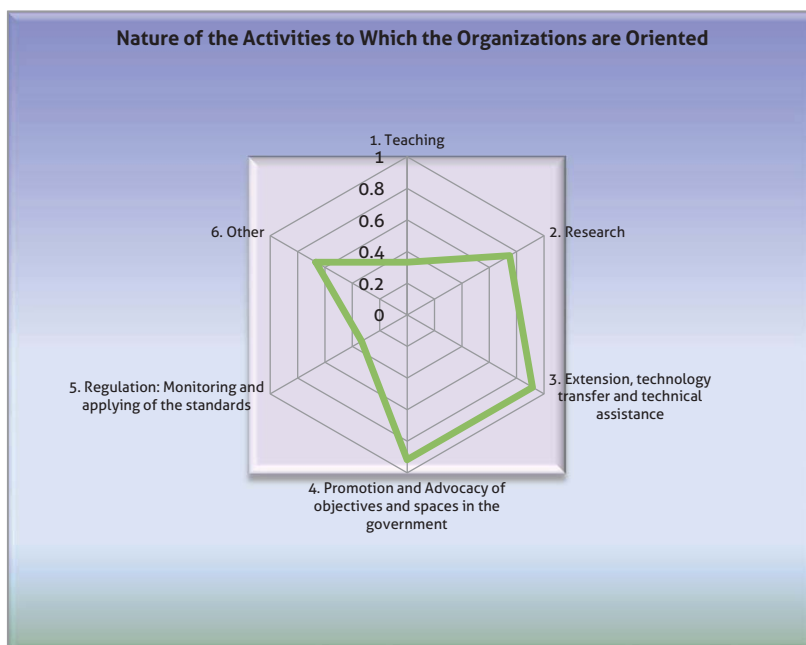 Nature of the Activities to Which the Organizations are Oriented
1. Teaching
1
0.8
0.6
0.4
0.2
0
2. Research
3. Extension, technology
transfer and technical
assistance
4. Promotion and Advocacy of
objectives and spaces in the
government
5. Regulation: Monitoring and
applying of the standards
6. Other